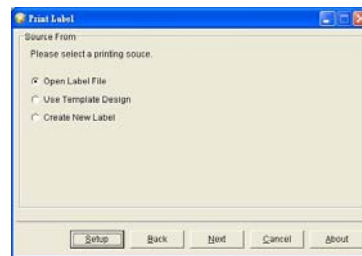 Print Label
Source From
Please select a printing souce.
Open Label File
Use Template Design
Create New Label
Setup Back Next Cancel About